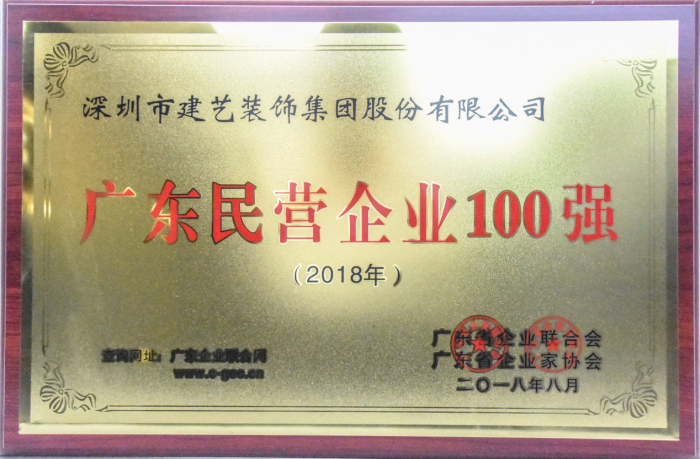 深圳市建艺装饰集团股份有限公司
广东民营企业100强
（2018年）
查询网址：广东企业联合网
www.e-gec.cn
广东省企业联合会
广东省企业家协会
二〇一八年八月